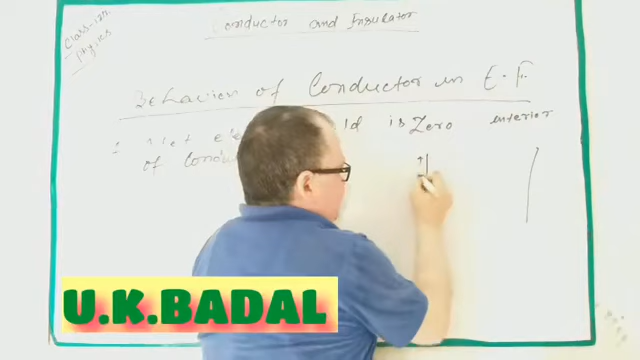 Class-12th
Physics
Conductor and Insulator
Behaviour of Conductor in E.F.
1 Net ele ld is Zero interior
of Condu
+
U.K.BADAL